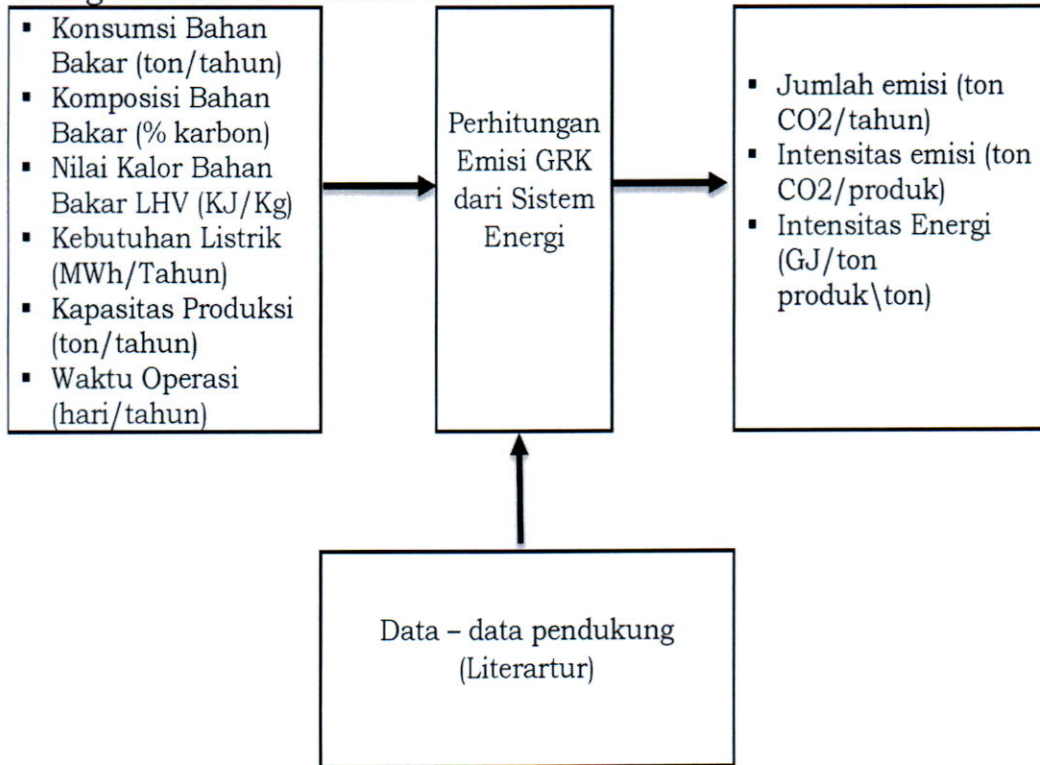 ▪ Konsumsi Bahan
Bakar (ton/tahun)
▪ Komposisi Bahan
Bakar (% karbon)
▪ Nilai Kalor Bahan
Bakar LHV (KJ/Kg)
▪ Kebutuhan Listrik
(MWh/Tahun)
▪ Kapasitas Produksi
(ton/tahun)
▪ Waktu Operasi
(hari/tahun)
Perhitungan
Emisi GRK
dari Sistem
Energi
▪ Jumlah emisi (ton
CO2/tahun)
▪ Intensitas emisi (ton
CO2/produk)
▪ Intensitas Energi
(GJ/ton
produk\ton)
Data – data pendukung
(Literartur)